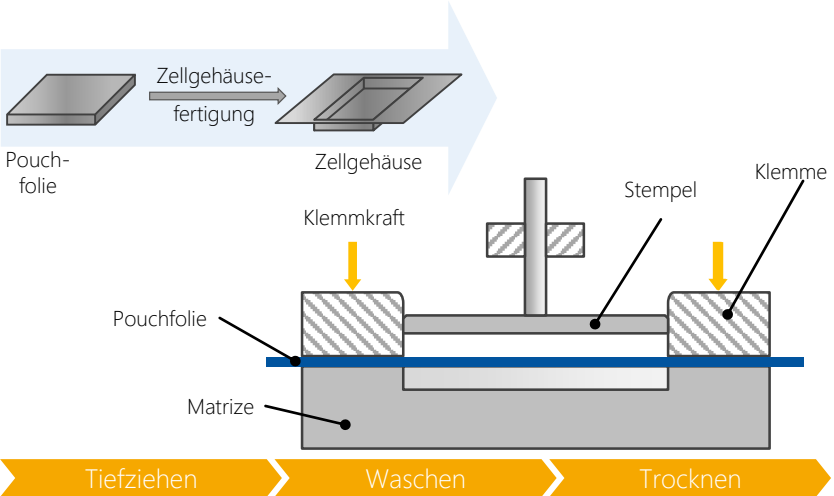 Zellgehäuse-
fertigung
Pouch-
folie
Zellgehäuse
Klemme
Stempel
Klemmkraft
Pouchfolie
Matrize
Tiefziehen
Waschen
Trocknen